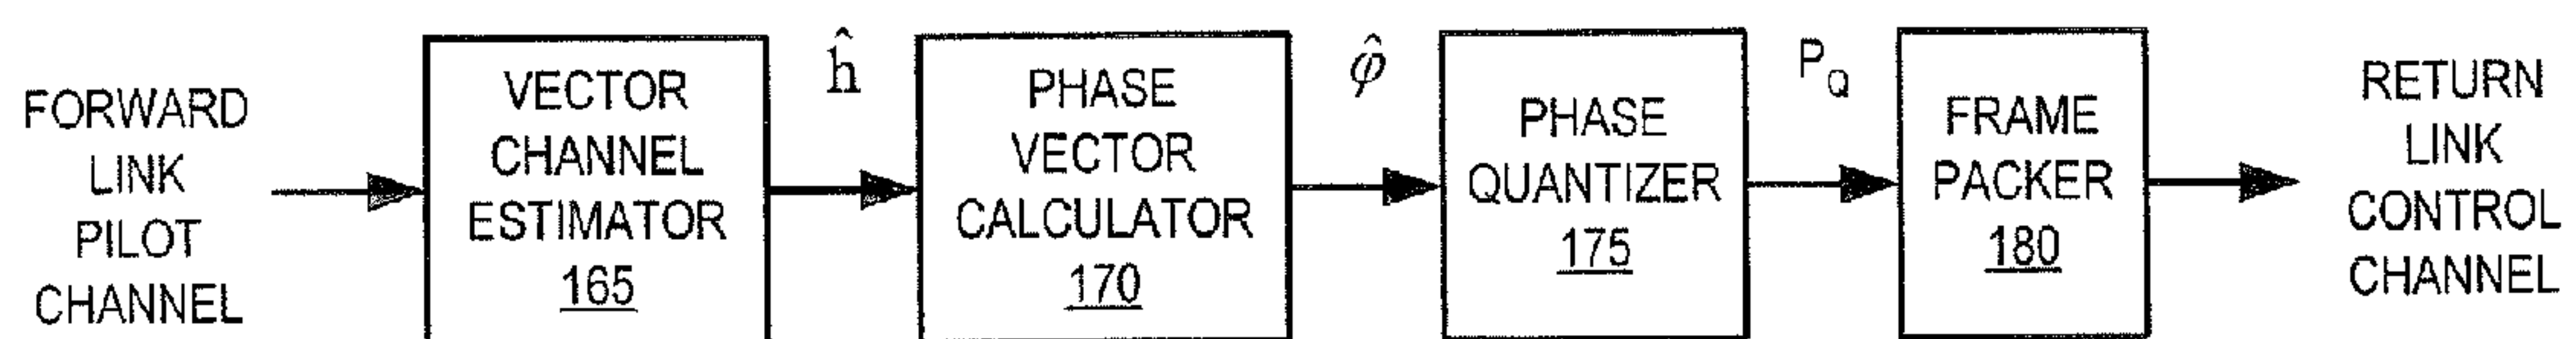 FORWARD
LINK
PILOT
CHANNEL
VECTOR
CHANNEL
ESTIMATOR
165
ĥ
PHASE
VECTOR
CALCULATOR
170
φ̂
PHASE
QUANTIZER
175
P_Q
FRAME
PACKER
180
RETURN
LINK
CONTROL
CHANNEL